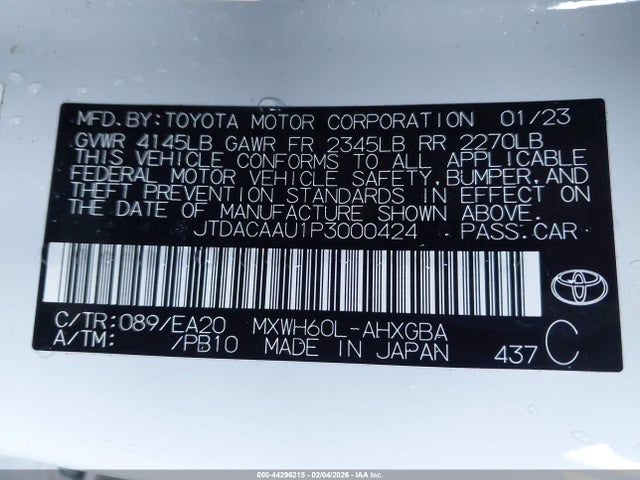 MFD.BY:TOYOTA MOTOR CORPORATION 01/23
GVWR 4145LB GAWR FR 2345LB RR 2270LB
THIS VEHICLE CONFORMS TO ALL APPLICABLE
FEDERAL MOTOR VEHICLE SAFETY,BUMPER,AND
THEFT PREVENTION STANDARDS IN EFFECT ON
THE DATE OF MANUFACTURE SHOWN ABOVE.
JTDACAAU1P3000424 PASS.CAR
C/TR:089/EA20 MXWH60L-AHXGBA
A/TM: /PB10 MADE IN JAPAN 437 C
000-44296215 - 02/04/2026 - IAA Inc.